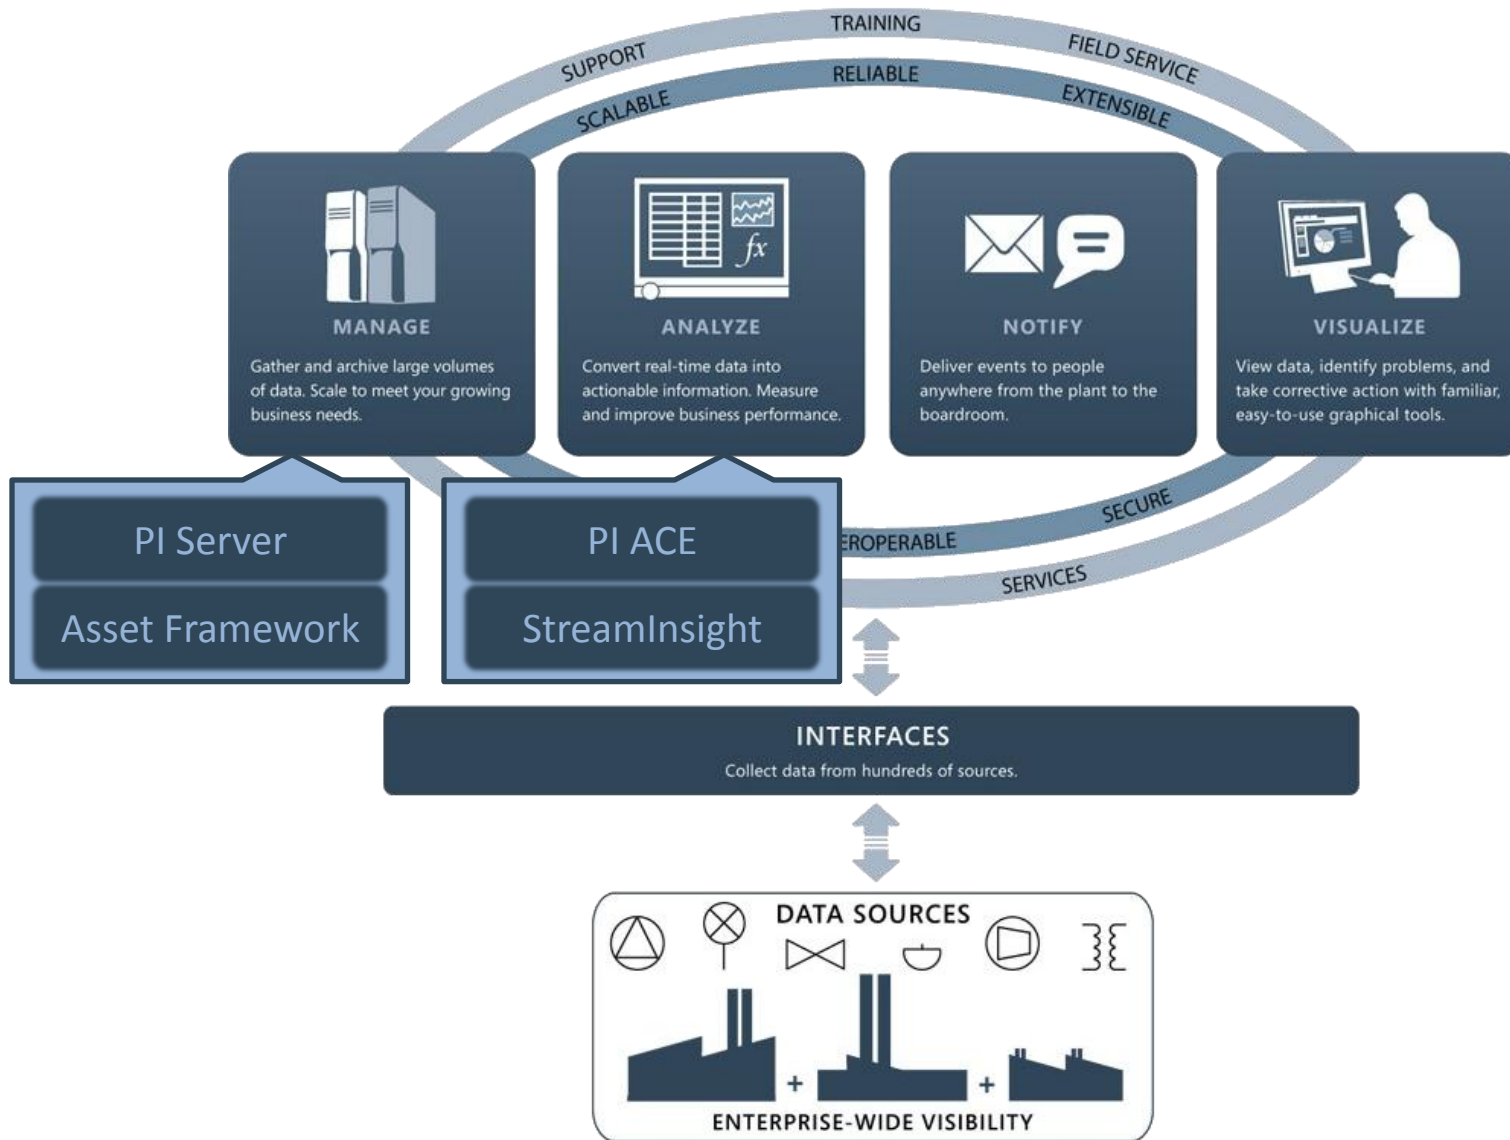 TRAINING
SUPPORT
FIELD SERVICE
RELIABLE
SCALABLE
EXTENSIBLE
MANAGE
Gather and archive large volumes
of data. Scale to meet your growing
business needs.
fx
ANALYZE
Convert real-time data into
actionable information. Measure
and improve business performance.
NOTIFY
Deliver events to people
anywhere from the plant to the
boardroom.
VISUALIZE
View data, identify problems, and
take corrective action with familiar,
easy-to-use graphical tools.
PI Server
Asset Framework
PI ACE
StreamInsight
EROPERABLE
SECURE
SERVICES
INTERFACES
Collect data from hundreds of sources.
DATA SOURCES
+ +
ENTERPRISE-WIDE VISIBILITY